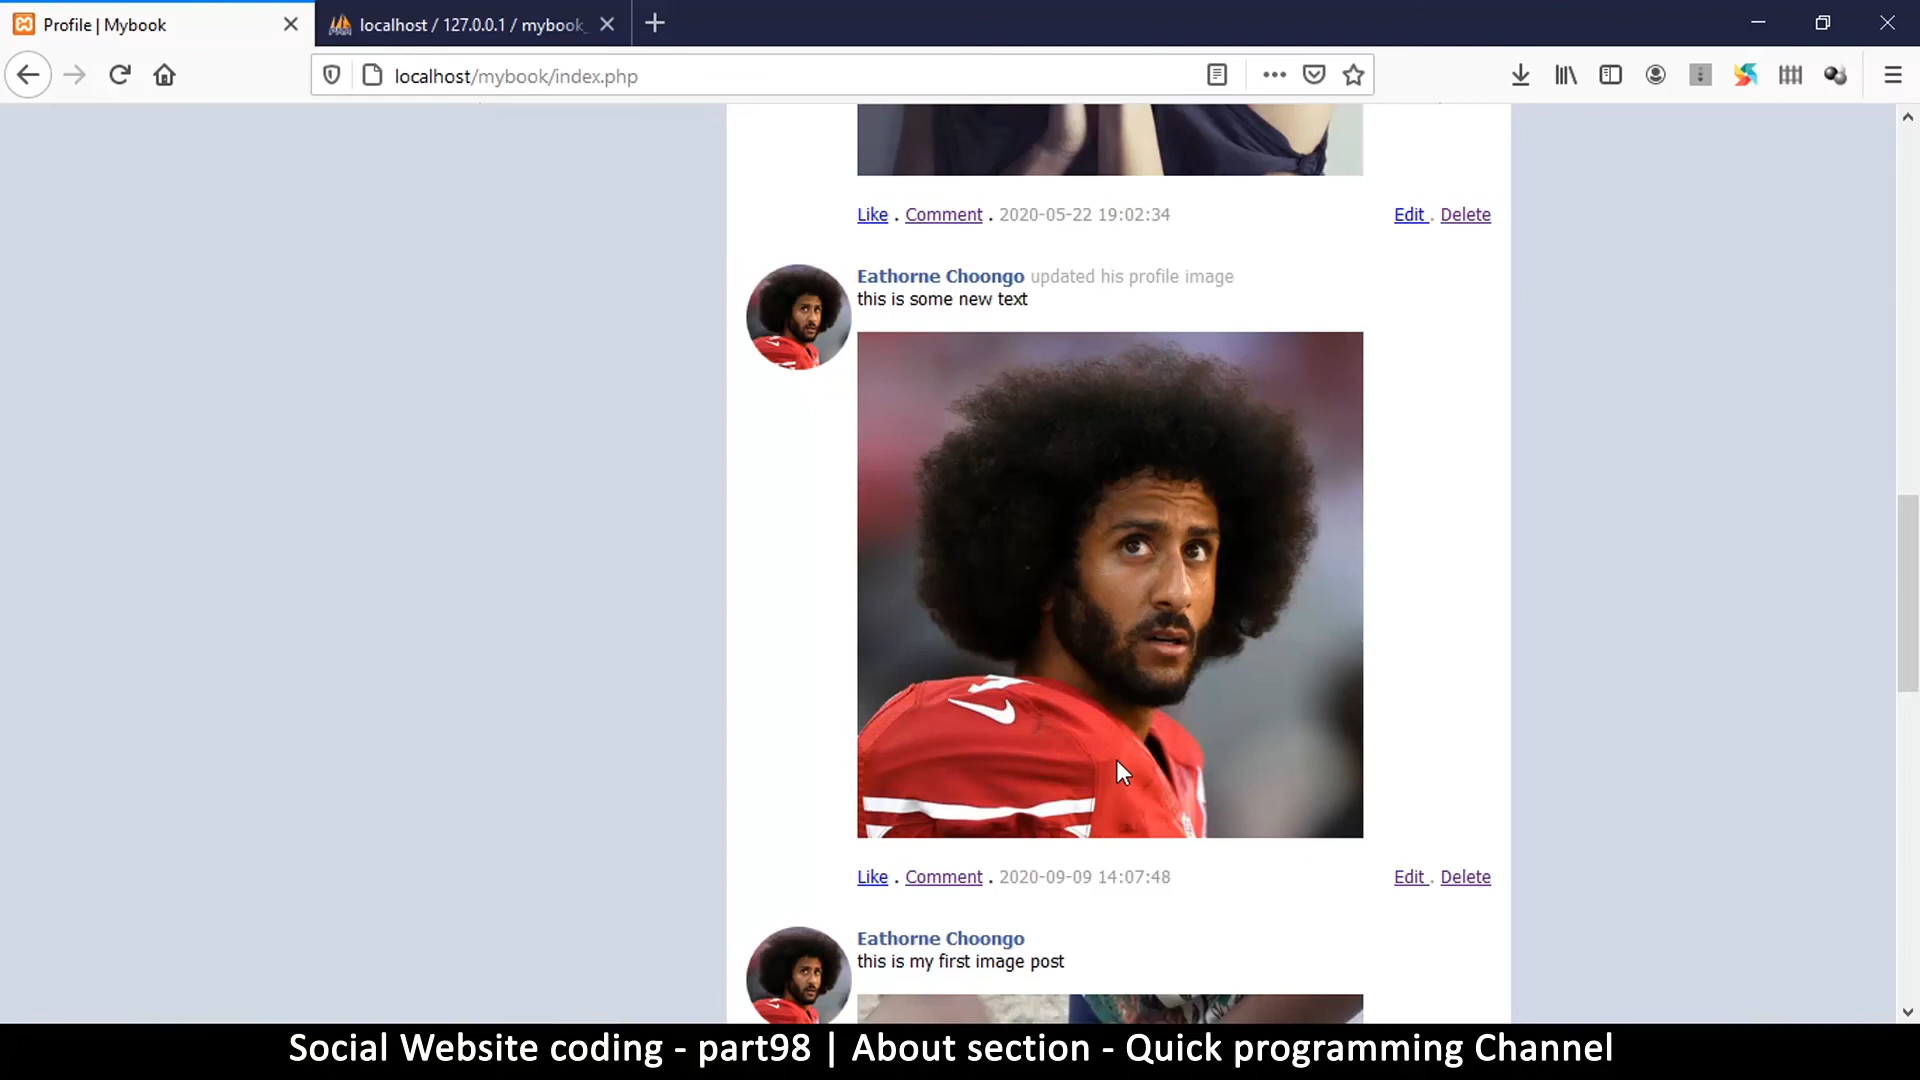 Profile | Mybook
localhost / 127.0.0.1 / mybook_
localhost/mybook/index.php
Like . Comment . 2020-05-22 19:02:34 Edit . Delete
Eathorne Choongo updated his profile image
this is some new text
Like . Comment . 2020-09-09 14:07:48 Edit . Delete
Eathorne Choongo
this is my first image post
Social Website coding - part98 | About section - Quick programming Channel